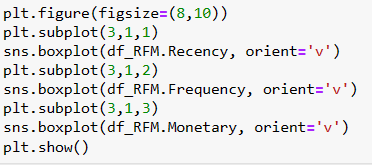 plt.figure(figsize=(8,10))
plt.subplot(3,1,1)
sns.boxplot(df_RFM.Recency, orient='v')
plt.subplot(3,1,2)
sns.boxplot(df_RFM.Frequency, orient='v')
plt.subplot(3,1,3)
sns.boxplot(df_RFM.Monetary, orient='v')
plt.show()